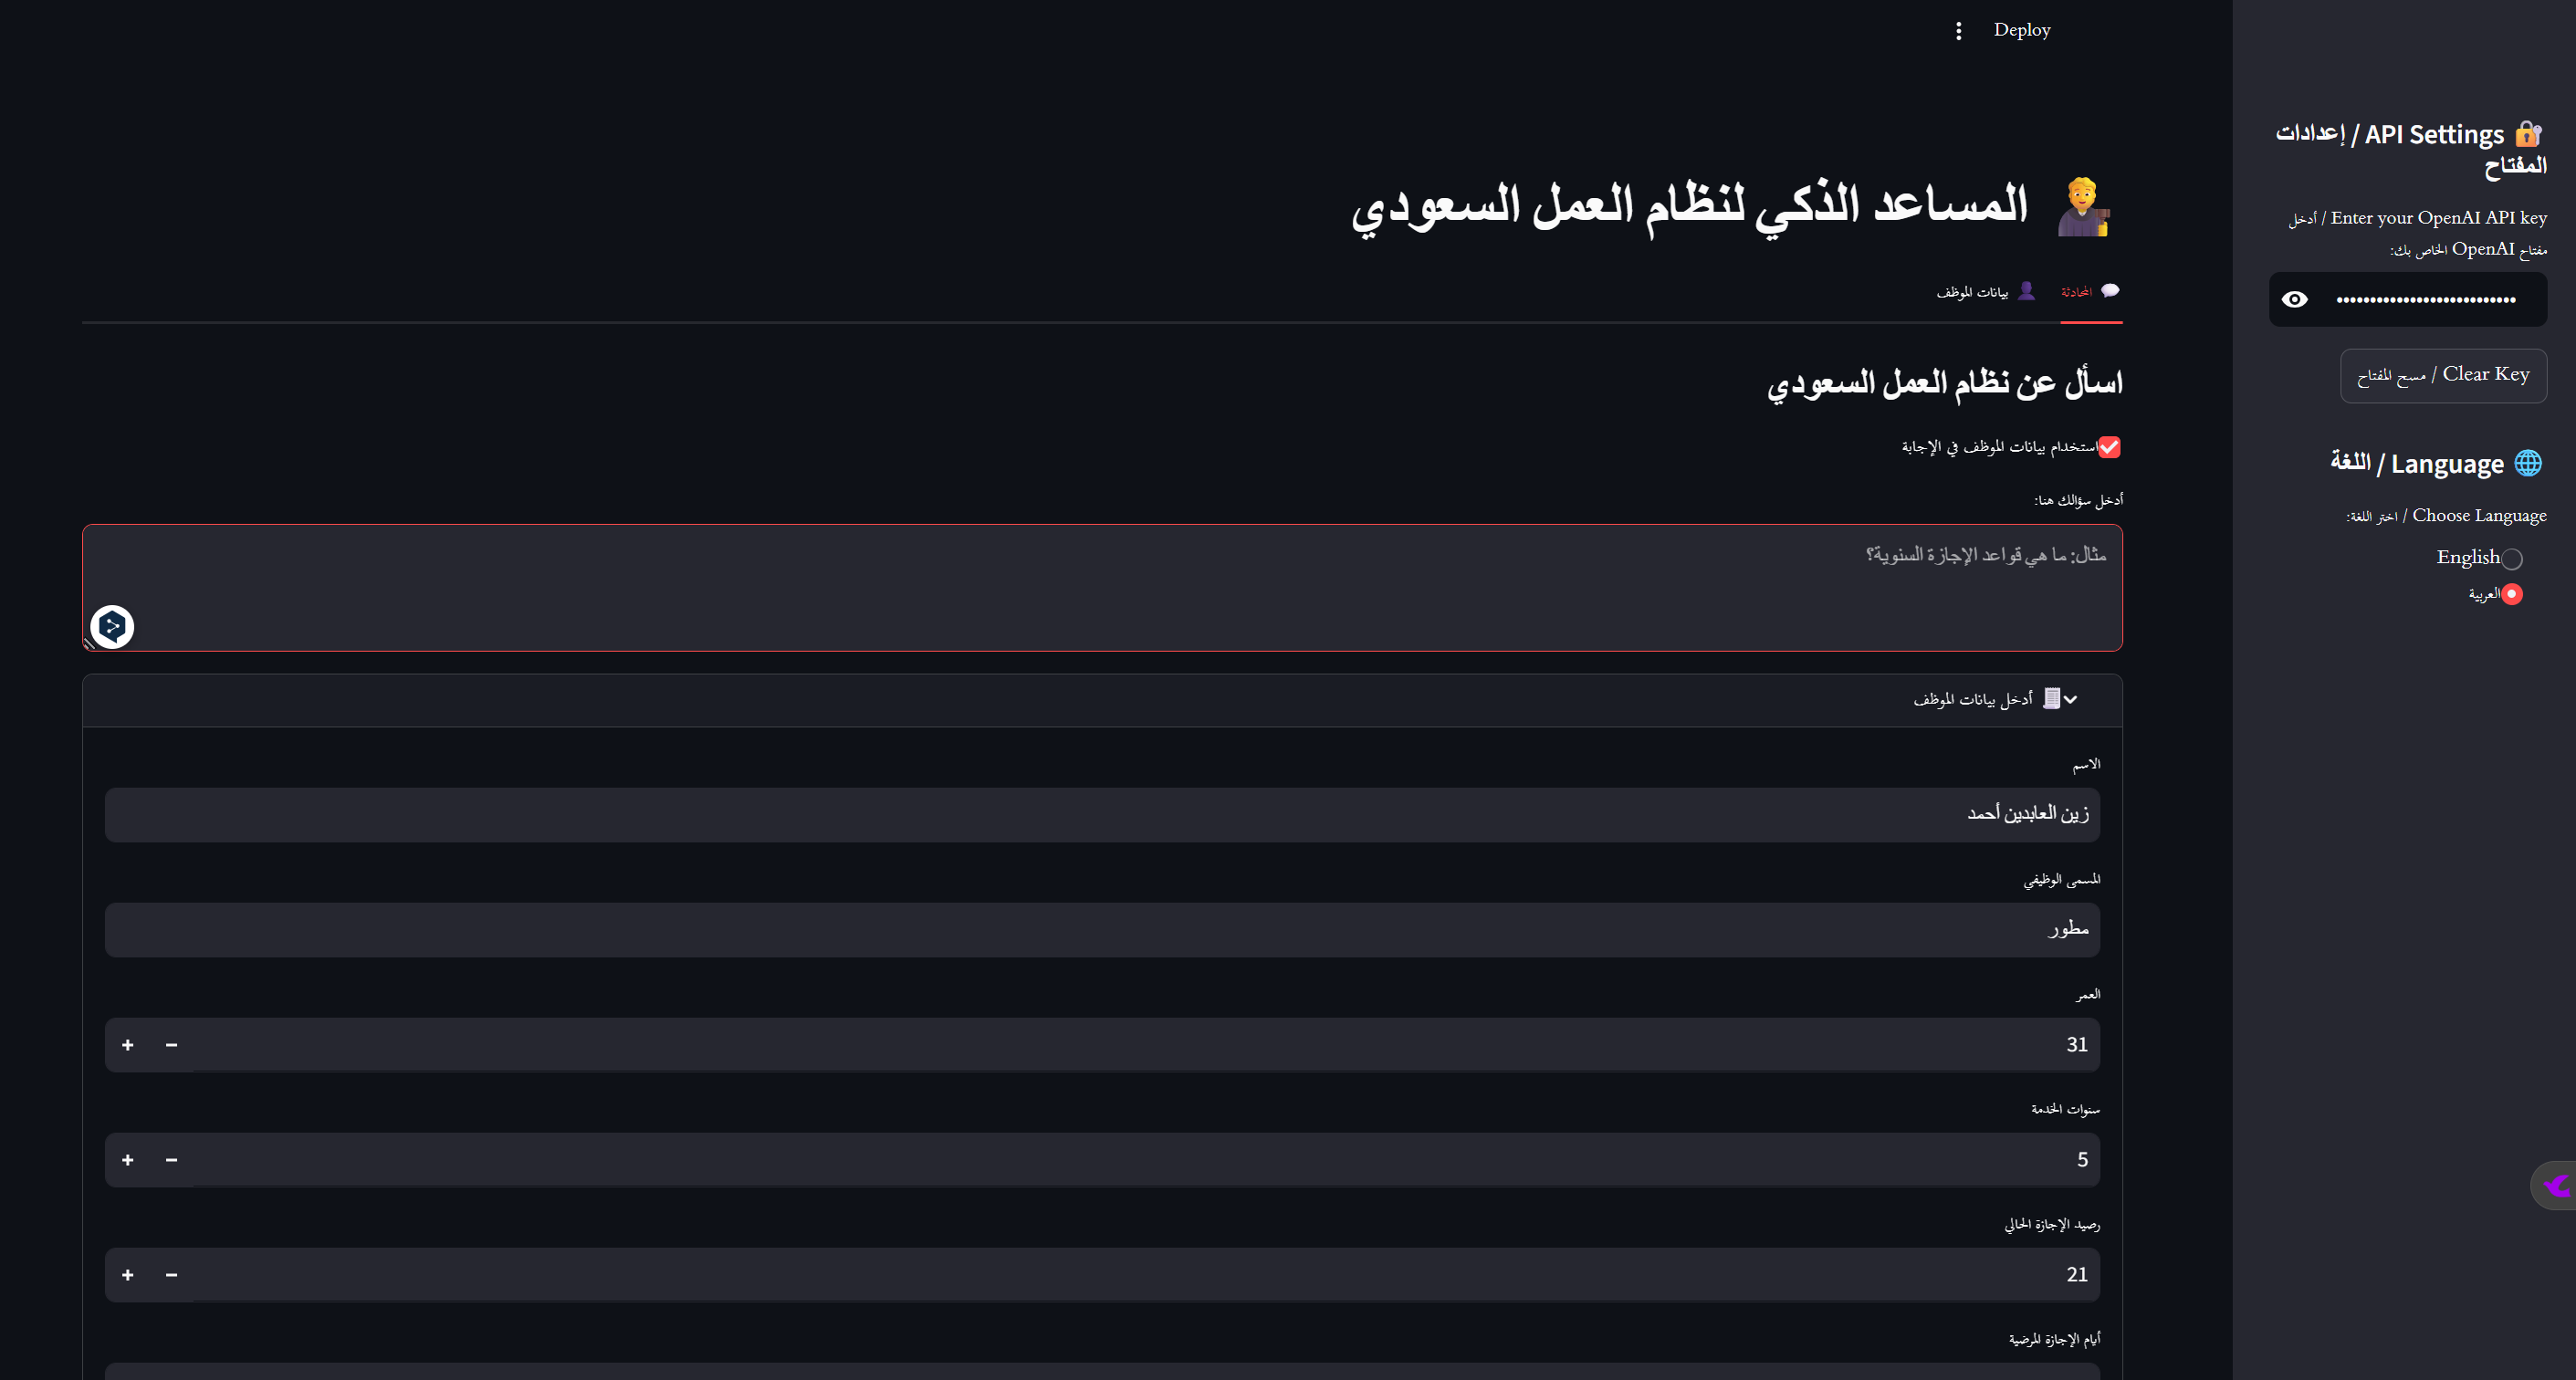 Deploy
API Settings / إعدادات
المفتاح
Enter your OpenAI API key / أدخل
مفتاح OpenAI الخاص بك:
Clear Key / مسح المفتاح
Language / اللغة
Choose Language / اختر اللغة:
English
العربية
المساعد الذكي لنظام العمل السعودي
المحادثة
بيانات الموظف
اسأل عن نظام العمل السعودي
استخدام بيانات الموظف في الإجابة
أدخل سؤالك هنا:
مثال: ما هي قواعد الإجازة السنوية؟
أدخل بيانات الموظف
الاسم
زين العابدين أحمد
المسمى الوظيفي
مطور
العمر
31
سنوات الخدمة
5
رصيد الإجازة الحالي
21
أيام الإجازة المرضية